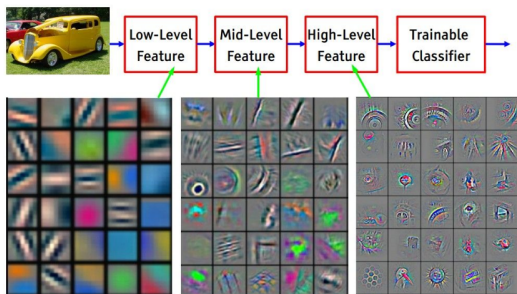 Low-Level
Feature
Mid-Level
Feature
High-Level
Feature
Trainable
Classifier